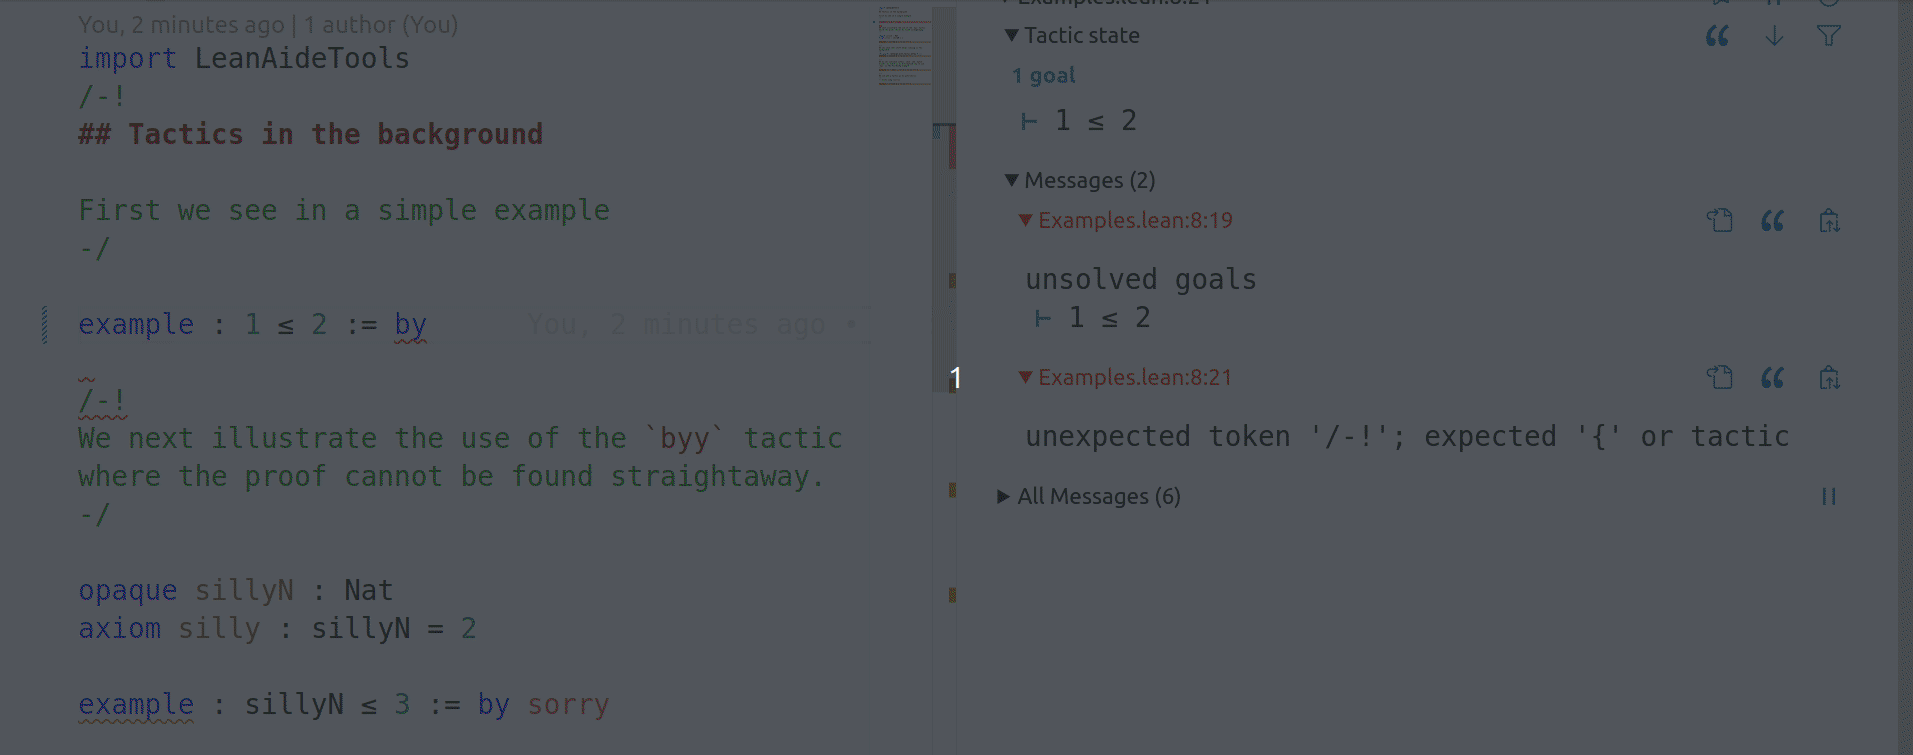 You, 2 minutes ago | 1 author (You)
import LeanAideTools
/-!
## Tactics in the background
First we see in a simple example
-/
example : 1 ≤ 2 := by You, 2 minutes ago •
/-!
We next illustrate the use of the `byy` tactic
where the proof cannot be found straightaway.
-/
opaque sillyN : Nat
axiom silly : sillyN = 2
example : sillyN ≤ 3 := by sorry
1
Examples.lean:8:21
▼ Tactic state
1 goal
⊢ 1 ≤ 2
▼ Messages (2)
▼ Examples.lean:8:19
unsolved goals
⊢ 1 ≤ 2
▼ Examples.lean:8:21
unexpected token '/-!'; expected '{' or tactic
▶ All Messages (6)